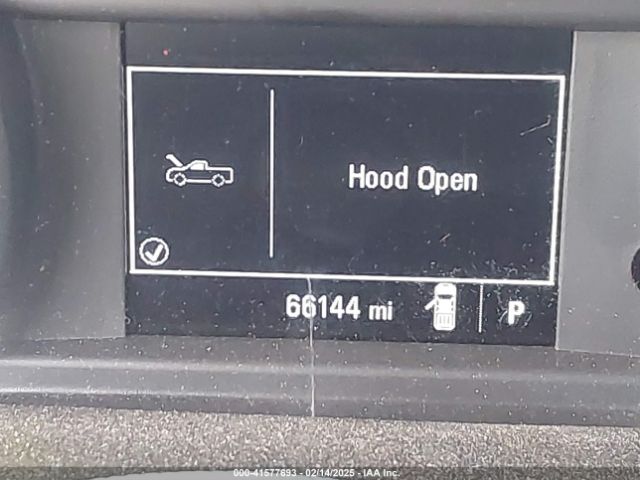 Hood Open
66144 mi
P
000-41577693 - 02/14/2025 - IAA Inc.